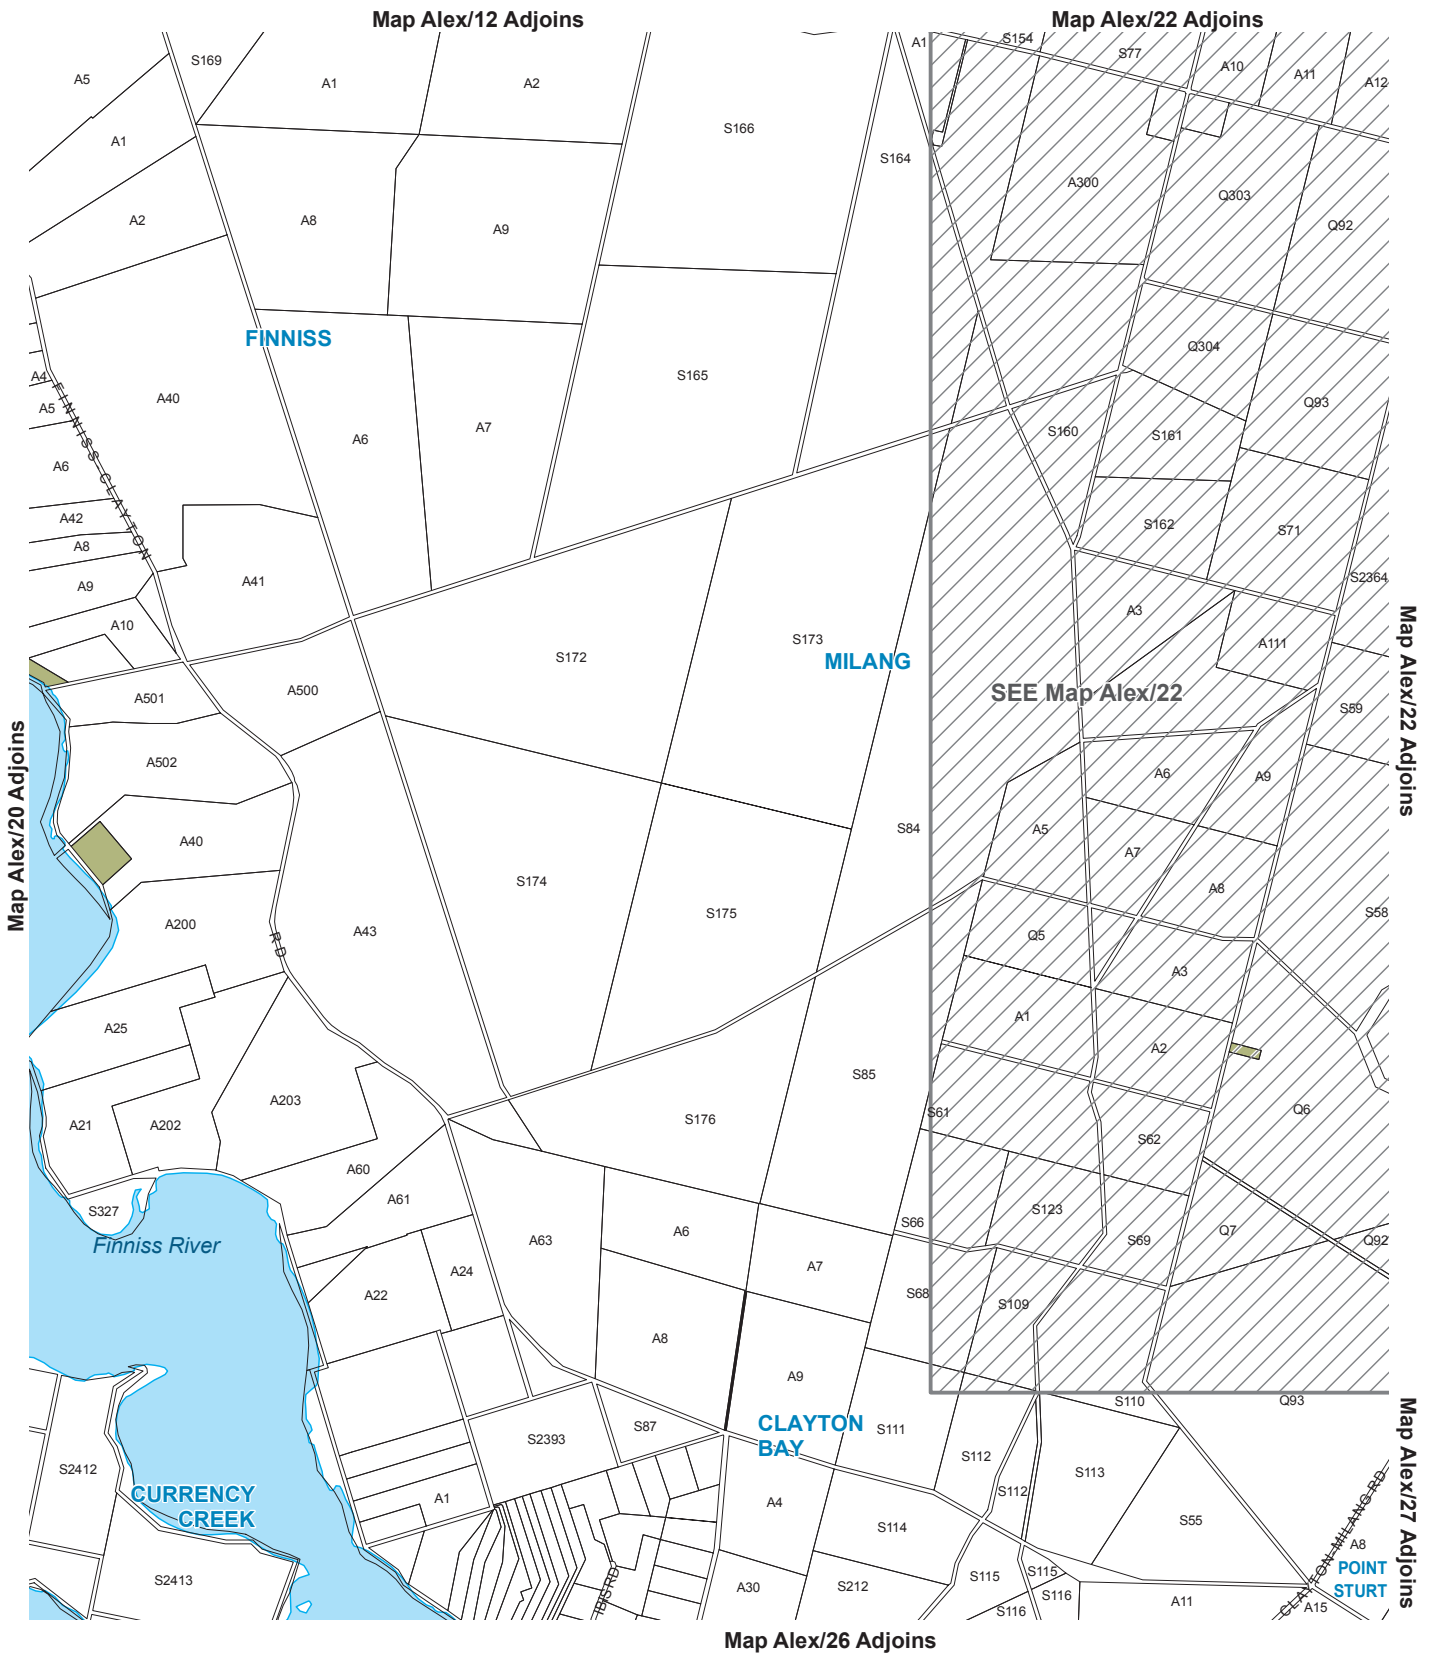 Map Alex/12 Adjoins
Map Alex/22 Adjoins
S169
A1
S154
S77
A5
A1
A2
A10
A11
A12
S166
A1
S164
A300
Q303
A2
A8
A9
Q92
FINNISS
Q304
A4
S165
A40
Q93
A5
A6
A7
S160
S161
FINNISS-CLAYTON
A6
A42
S162
S71
A8
A41
A9
S2364
A10
A3
S172
S173
A111
MILANG
A501
A500
SEE Map Alex/22
S59
Map Alex/22 Adjoins
Map Alex/20 Adjoins
A502
A6
A9
A40
S84
A5
A7
S174
A8
A200
A43
S175
S58
RD
Q5
A3
A25
A1
A2
S85
A203
A21
A202
S176
S61
Q6
S62
A60
A61
S327
S66
S123
Finniss River
A63
A6
Q7
S69
Q92
A24
A7
A22
S68
S109
A8
A9
S110
Q93
CLAYTON
BAY
S87
S111
S2393
S2412
S112
S113
CURRENCY
CREEK
A1
A4
S112
S114
S55
CLAYTON-MILANG RD
A8
Map Alex/27 Adjoins
POINT
STURT
S2413
IBIS RD
A30
S212
S115
S115
S116
S116
A11
A15
Map Alex/26 Adjoins